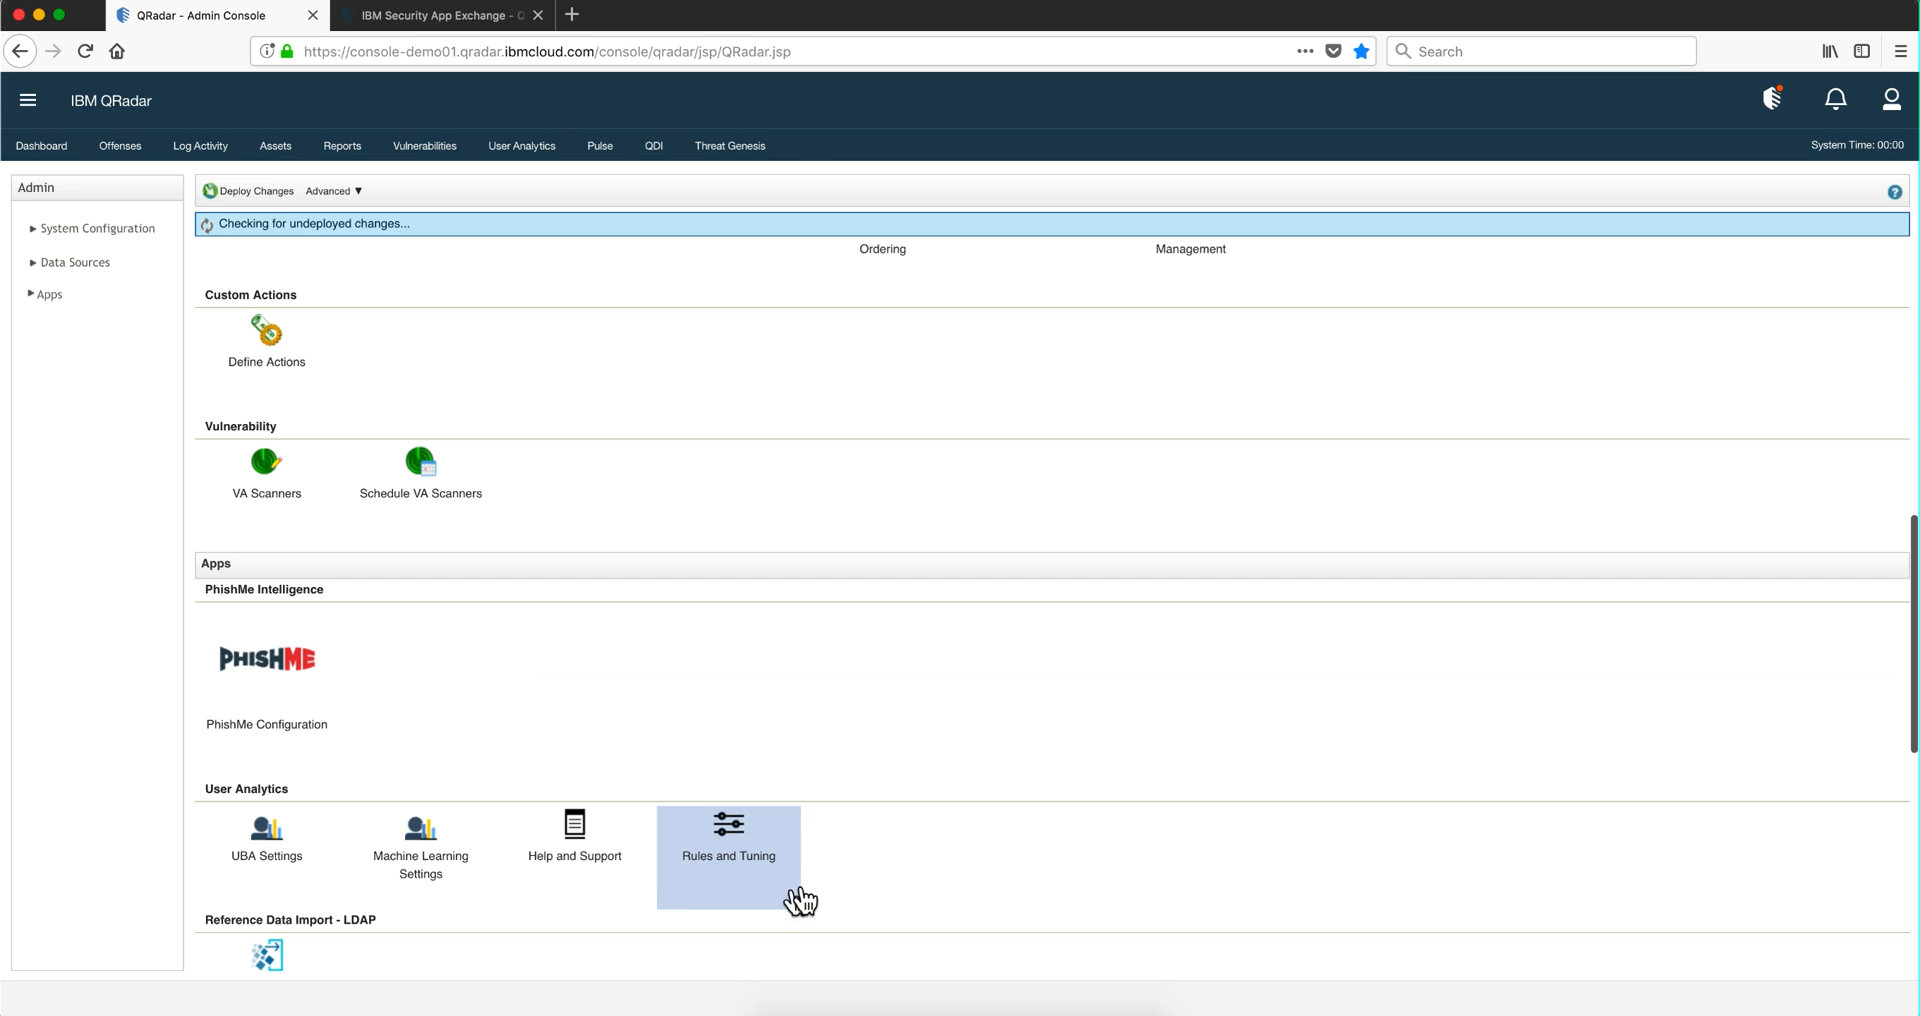 QRadar - Admin Console
IBM Security App Exchange - Q
https://console-demo01.qradar.ibmcloud.com/console/qradar/jsp/QRadar.jsp
Search
IBM QRadar
Dashboard Offenses Log Activity Assets Reports Vulnerabilities User Analytics Pulse QDI Threat Genesis System Time: 00:00
Admin
System Configuration
Data Sources
Apps
Deploy Changes Advanced ▼
?
Checking for undeployed changes...
Ordering Management
Custom Actions
Define Actions
Vulnerability
VA Scanners Schedule VA Scanners
Apps
PhishMe Intelligence
PHISHME
PhishMe Configuration
User Analytics
UBA Settings Machine Learning Settings Help and Support Rules and Tuning
Reference Data Import - LDAP